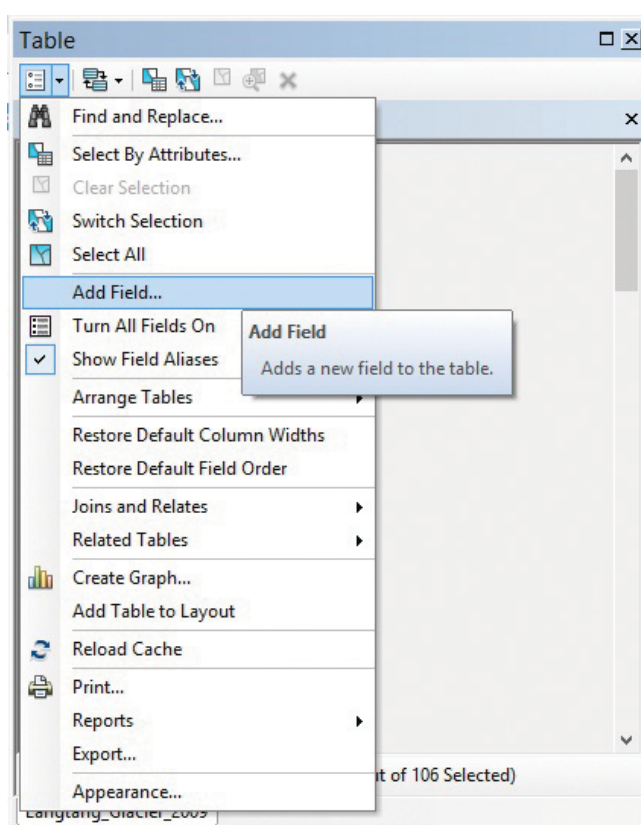 Table
Find and Replace...
Select By Attributes...
Clear Selection
Switch Selection
Select All
Add Field...
Turn All Fields On
Add Field
Show Field Aliases
Adds a new field to the table.
Arrange Tables
Restore Default Column Widths
Restore Default Field Order
Joins and Relates
Related Tables
Create Graph...
Add Table to Layout
Reload Cache
Print...
Reports
Export...
of 106 Selected)
Appearance...
Langtang_Glacier_2009